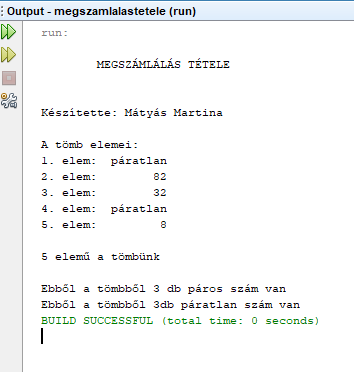 Output - megszamlalastetele (run)
run:
MEGSZÁMLÁLÁS TÉTELE
Készítette: Mátyás Martina
A tömb elemei:
1. elem: páratlan
2. elem: 82
3. elem: 32
4. elem: páratlan
5. elem: 8
5 elemű a tömbünk
Ebből a tömbből 3 db páros szám van
Ebből a tömbből 3db páratlan szám van
BUILD SUCCESSFUL (total time: 0 seconds)